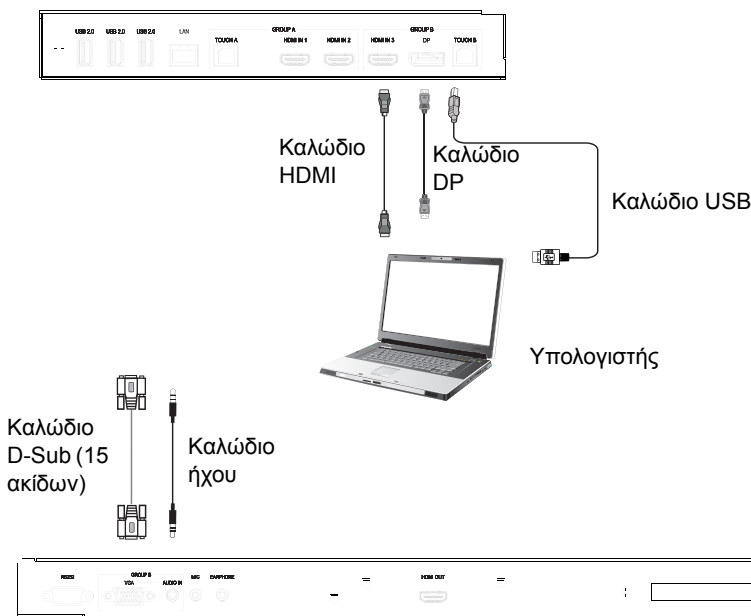 GROUP A
GROUP B
USB 2.0
USB 2.0
USB 2.0
LAN
TOUCH A
HDMI IN 1
HDMI IN 2
HDMI IN 3
DP
TOUCH B
Καλώδιο
HDMI
Καλώδιο
DP
Καλώδιο USB
Υπολογιστής
Καλώδιο
D-Sub (15
ακίδων)
Καλώδιο
ήχου
RS232
GROUP B
VGA
AUDIO IN
MIC
EARPHONE
HDMI OUT